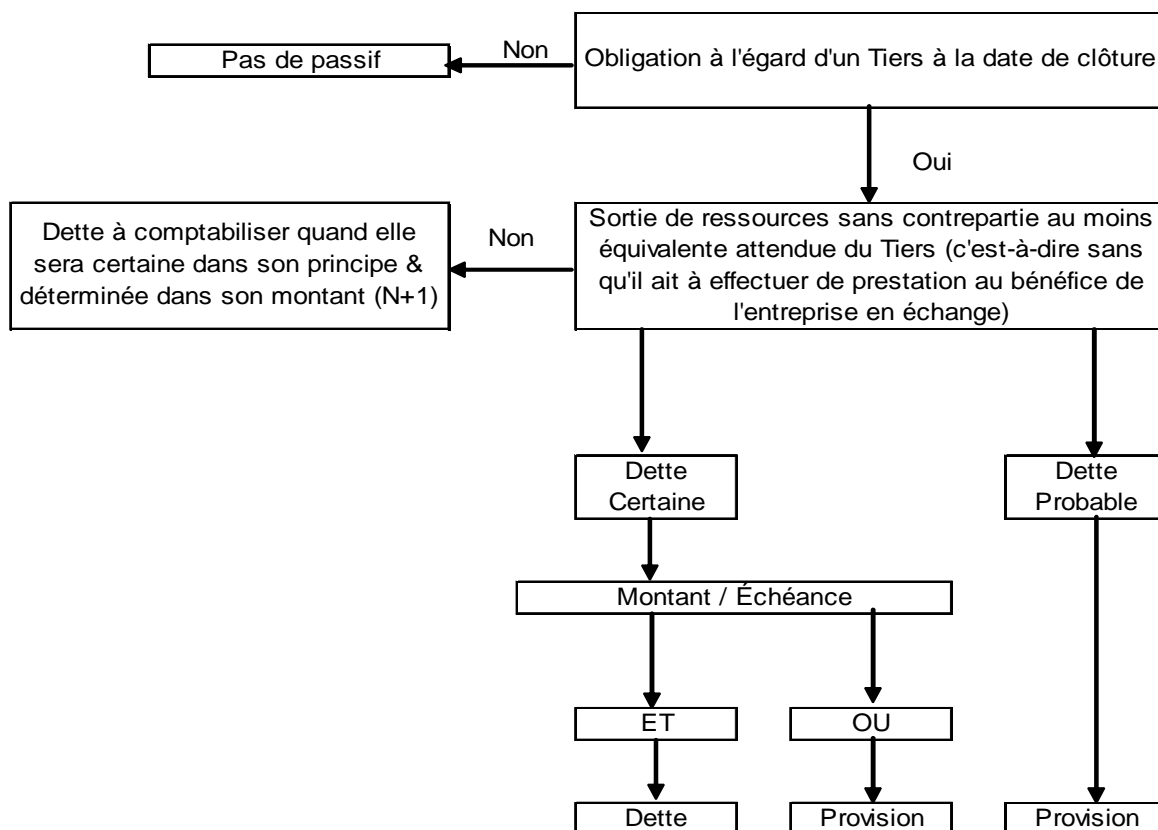 Pas de passif
Non
Obligation à l'égard d'un Tiers à la date de clôture
Oui
Dette à comptabiliser quand elle
sera certaine dans son principe &
déterminée dans son montant (N+1)
Non
Sortie de ressources sans contrepartie au moins
équivalente attendue du Tiers (c'est-à-dire sans
qu'il ait à effectuer de prestation au bénéfice de
l'entreprise en échange)
Dette
Certaine
Dette
Probable
Montant / Échéance
ET
OU
Dette
Provision
Provision